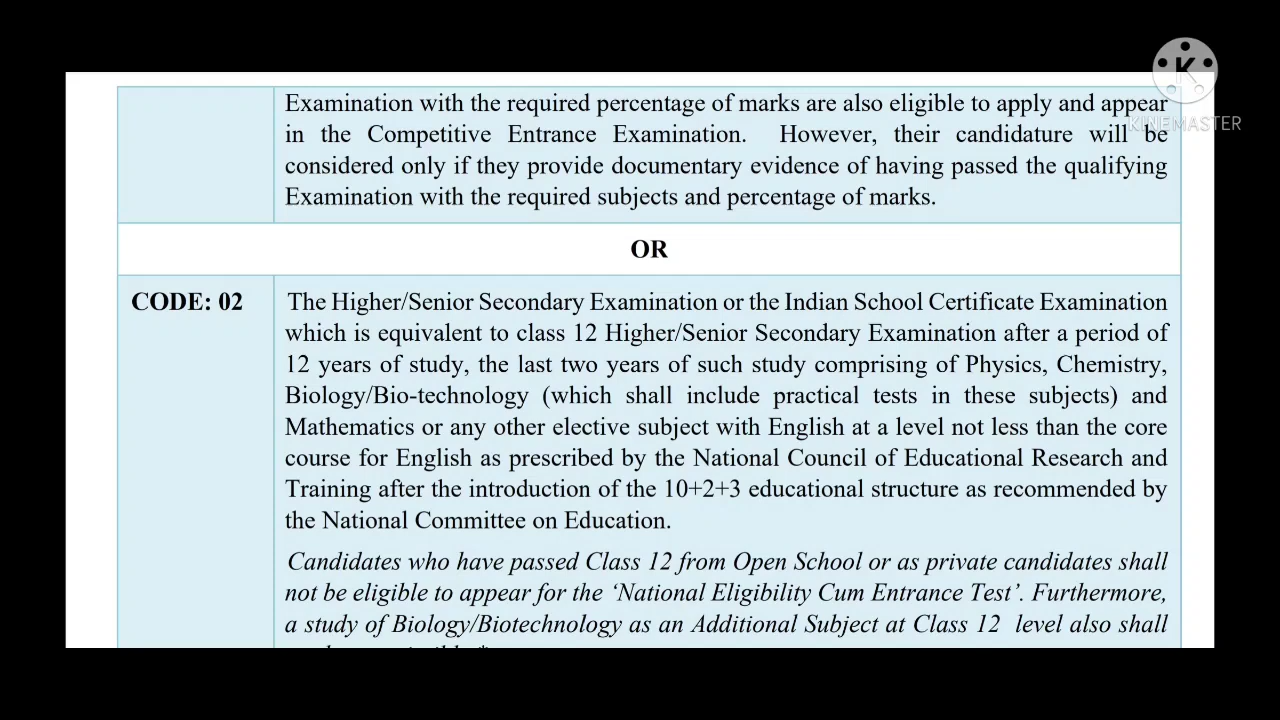 Examination with the required percentage of marks are also eligible to apply and appear
in the Competitive Entrance Examination. However, their candidature will be
considered only if they provide documentary evidence of having passed the qualifying
Examination with the required subjects and percentage of marks.
OR
CODE: 02
The Higher/Senior Secondary Examination or the Indian School Certificate Examination
which is equivalent to class 12 Higher/Senior Secondary Examination after a period of
12 years of study, the last two years of such study comprising of Physics, Chemistry,
Biology/Bio-technology (which shall include practical tests in these subjects) and
Mathematics or any other elective subject with English at a level not less than the core
course for English as prescribed by the National Council of Educational Research and
Training after the introduction of the 10+2+3 educational structure as recommended by
the National Committee on Education.
Candidates who have passed Class 12 from Open School or as private candidates shall
not be eligible to appear for the ‘National Eligibility Cum Entrance Test’. Furthermore,
a study of Biology/Biotechnology as an Additional Subject at Class 12 level also shall
K
KINEMASTER